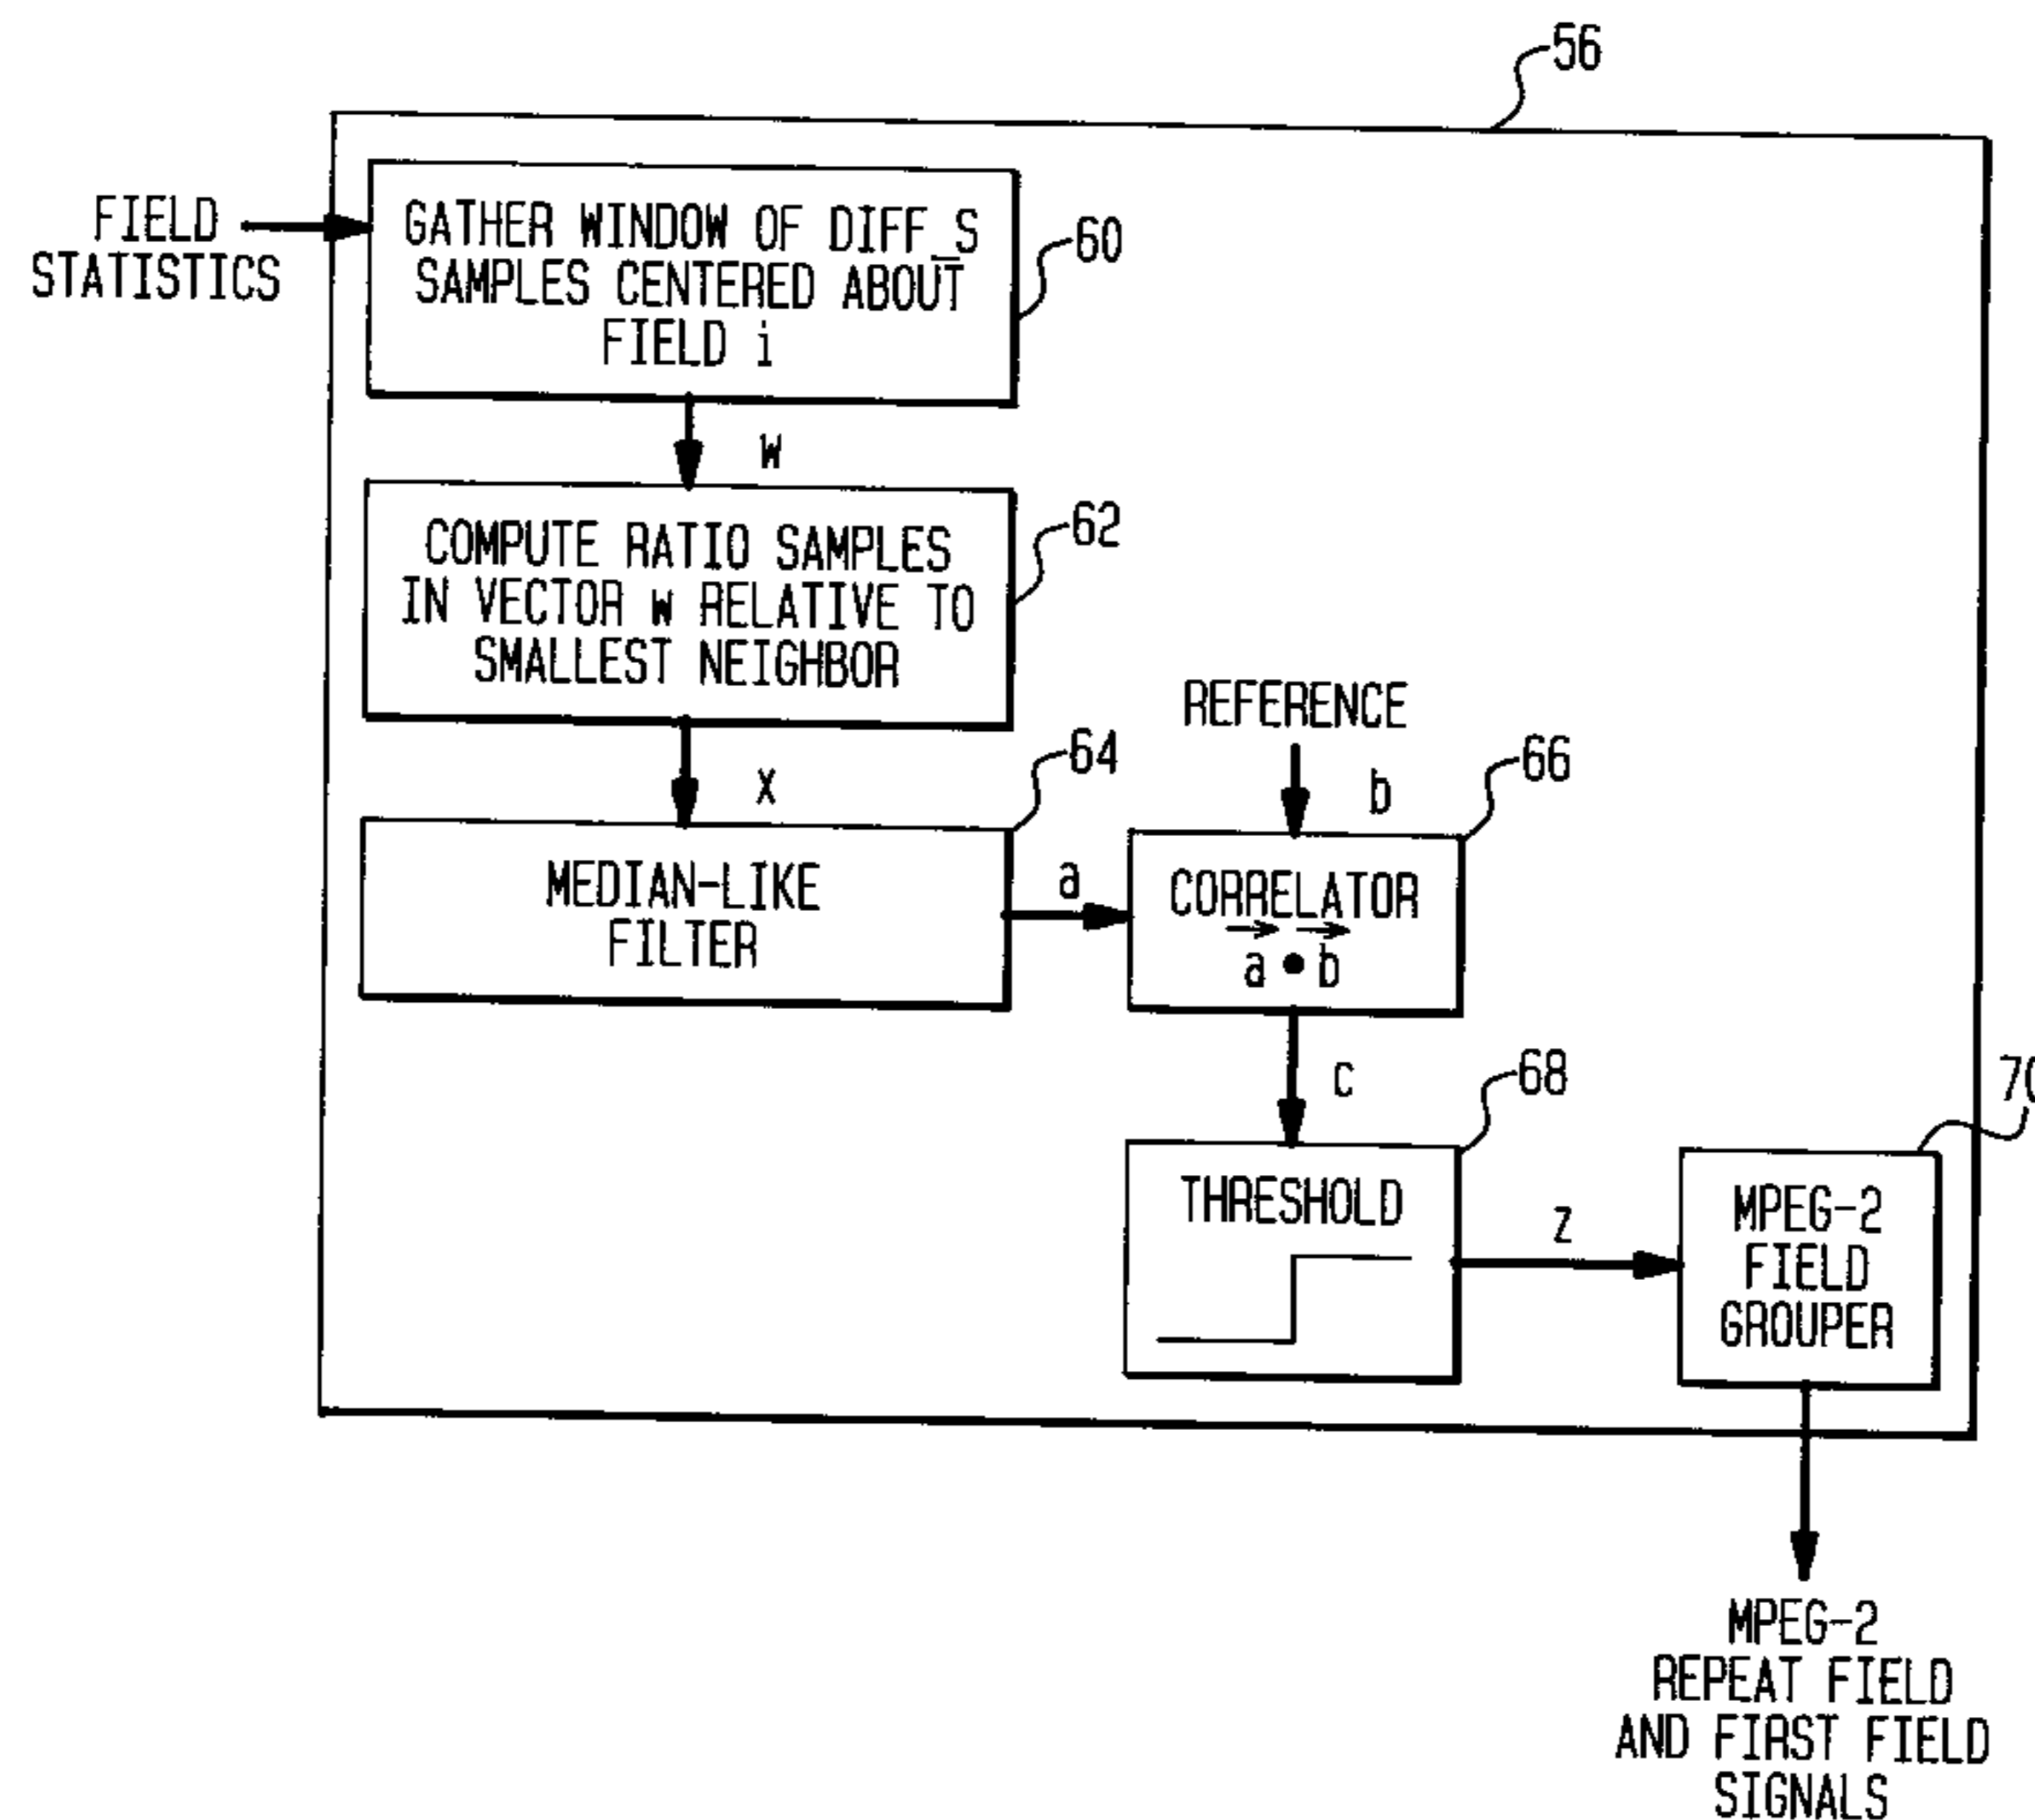 56
FIELD
STATISTICS
GATHER WINDOW OF DIFF_S
SAMPLES CENTERED ABOUT
FIELD i
60
w
COMPUTE RATIO SAMPLES
IN VECTOR w RELATIVE TO
SMALLEST NEIGHBOR
62
x
MEDIAN-LIKE
FILTER
64
a
REFERENCE
b
CORRELATOR
a • b
66
c
THRESHOLD
68
z
MPEG-2
FIELD
GROUPER
70
MPEG-2
REPEAT FIELD
AND FIRST FIELD
SIGNALS